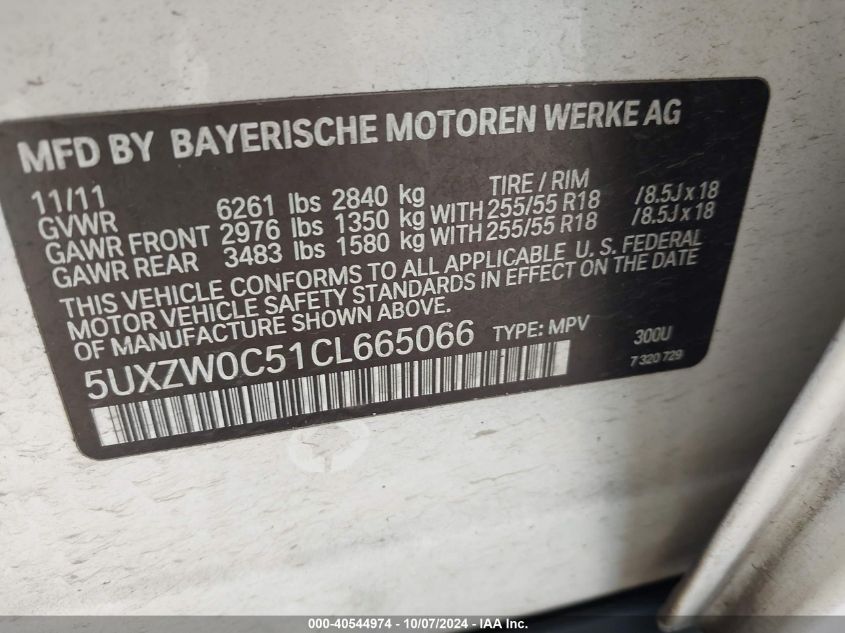 MFD BY BAYERISCHE MOTOREN WERKE AG
11/11 TIRE / RIM
GVWR 6261 lbs 2840 kg
GAWR FRONT 2976 lbs 1350 kg WITH 255/55 R18 /8.5J x 18
GAWR REAR 3483 lbs 1580 kg WITH 255/55 R18 /8.5J x 18
THIS VEHICLE CONFORMS TO ALL APPLICABLE U. S. FEDERAL
MOTOR VEHICLE SAFETY STANDARDS IN EFFECT ON THE DATE
OF MANUFACTURE SHOWN ABOVE.
5UXZW0C51CL665066 TYPE: MPV 300U
7 320 729
000-40544974 - 10/07/2024 - IAA Inc.